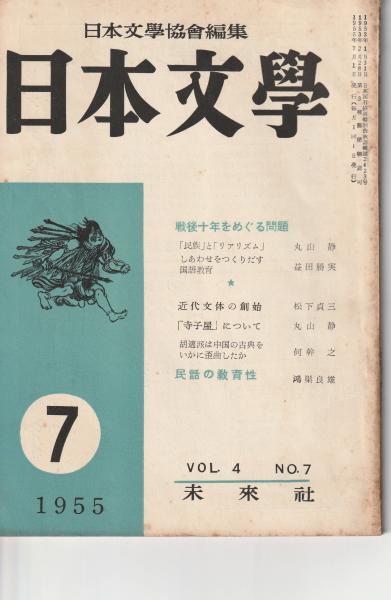 日本文學協會編集
日本文學
戦後十年をめぐる問題
「民族」と「リアリズム」 丸山 静
しあわせをつくりだす
国語教育 益田勝実
★
近代文体の創始 松下貞三
「寺子屋」について 丸山 静
胡適派は中国の古典を
いかに歪曲したか 何幹之
民話の教育性 鴻巣良雄
7
1955
VOL. 4 NO.7
未來社